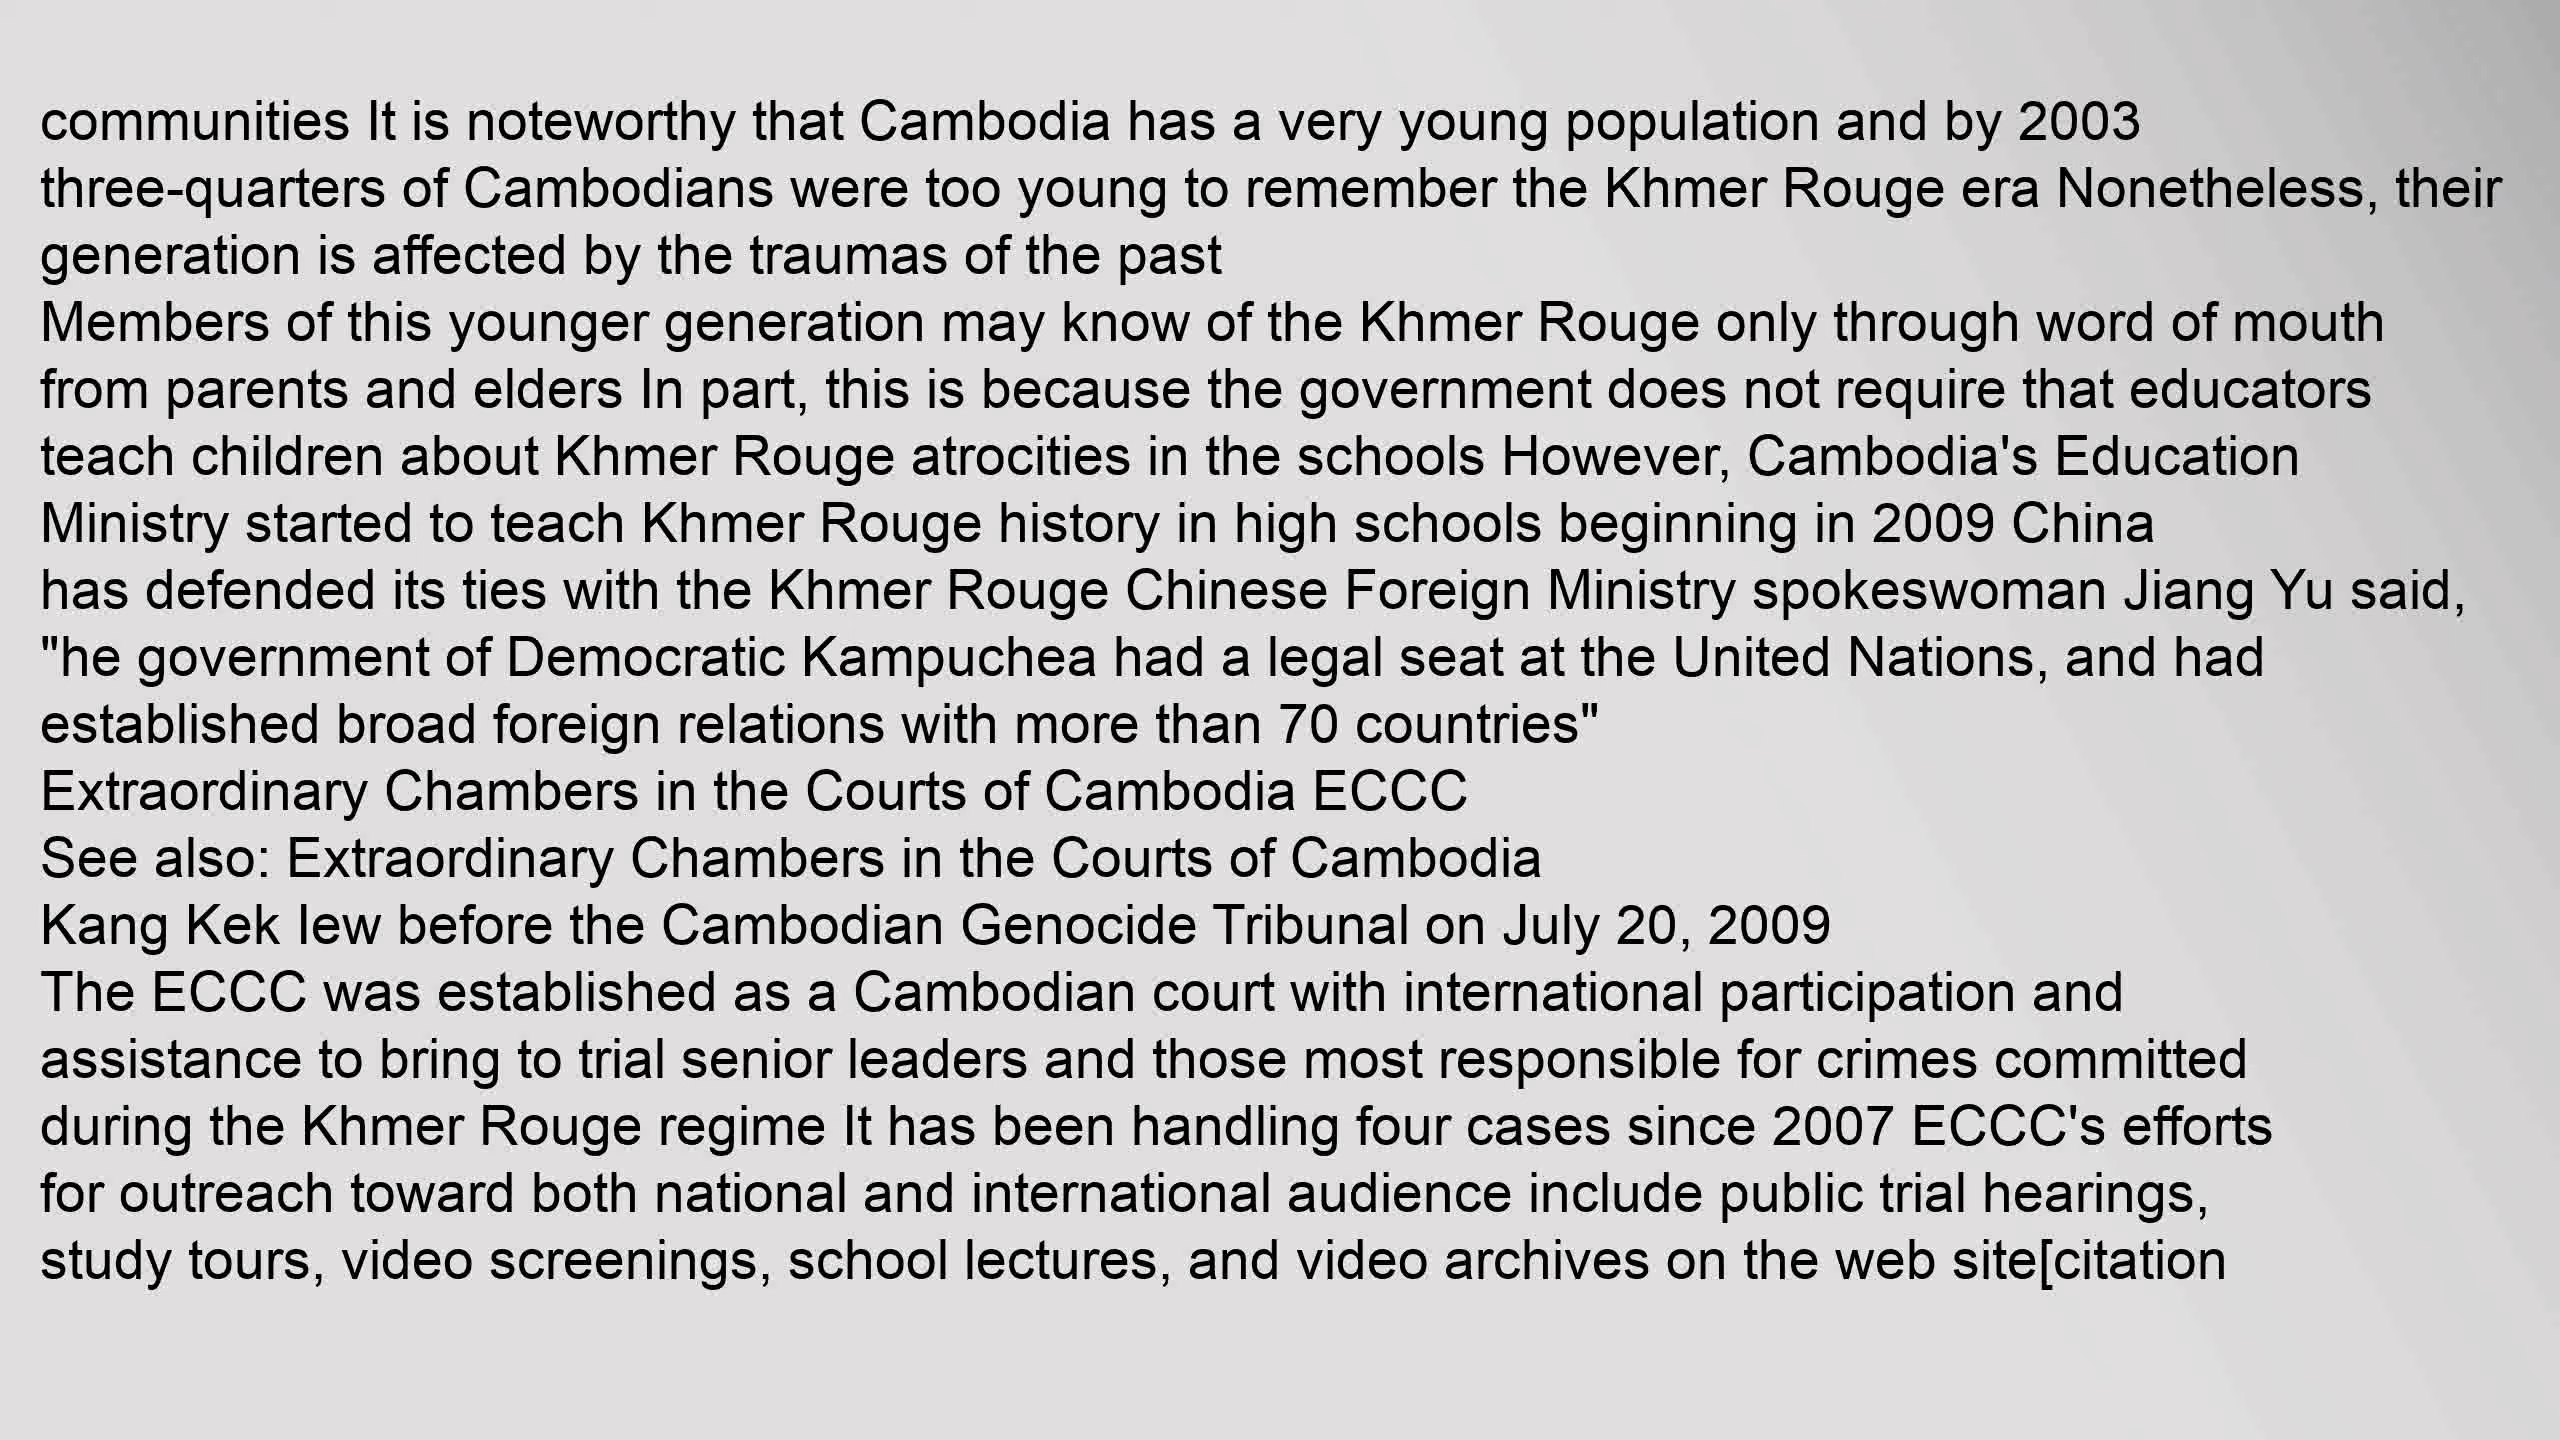 communities It is noteworthy that Cambodia has a very young population and by 2003
three-quarters of Cambodians were too young to remember the Khmer Rouge era Nonetheless, their
generation is affected by the traumas of the past
Members of this younger generation may know of the Khmer Rouge only through word of mouth
from parents and elders In part, this is because the government does not require that educators
teach children about Khmer Rouge atrocities in the schools However, Cambodia's Education
Ministry started to teach Khmer Rouge history in high schools beginning in 2009 China
has defended its ties with the Khmer Rouge Chinese Foreign Ministry spokeswoman Jiang Yu said,
"he government of Democratic Kampuchea had a legal seat at the United Nations, and had
established broad foreign relations with more than 70 countries"
Extraordinary Chambers in the Courts of Cambodia ECCC
See also: Extraordinary Chambers in the Courts of Cambodia
Kang Kek Iew before the Cambodian Genocide Tribunal on July 20, 2009
The ECCC was established as a Cambodian court with international participation and
assistance to bring to trial senior leaders and those most responsible for crimes committed
during the Khmer Rouge regime It has been handling four cases since 2007 ECCC's efforts
for outreach toward both national and international audience include public trial hearings,
study tours, video screenings, school lectures, and video archives on the web site[citation